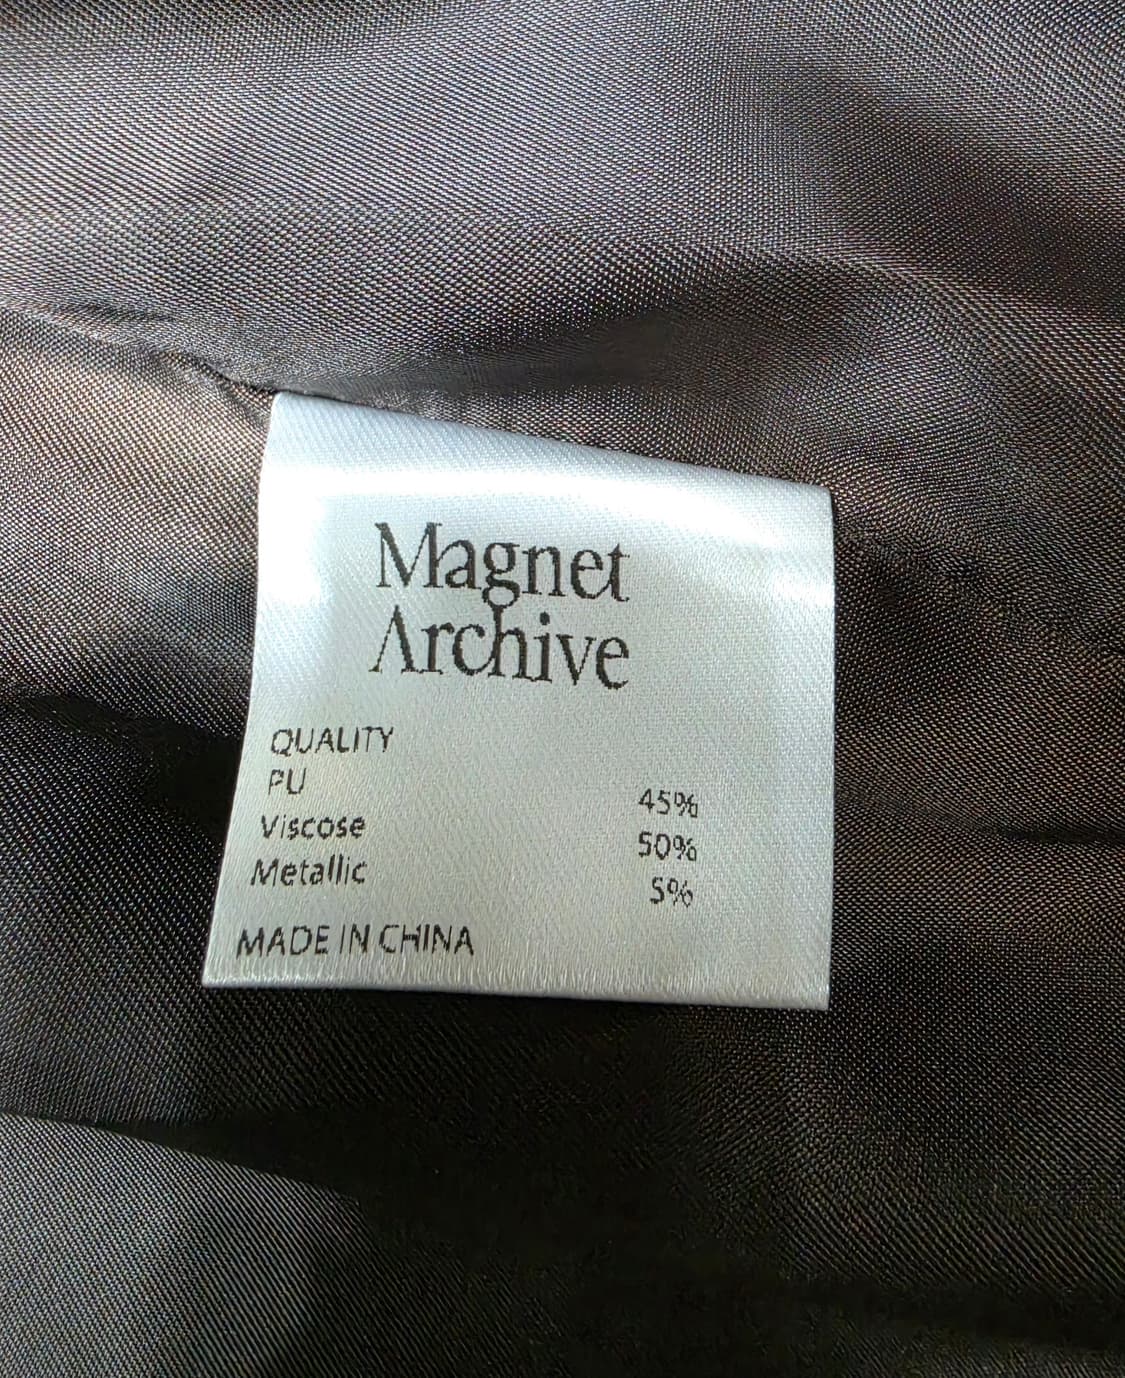 Magnet
Archive
QUALITY
PU 45%
Viscose 50%
Metallic 5%
MADE IN CHINA